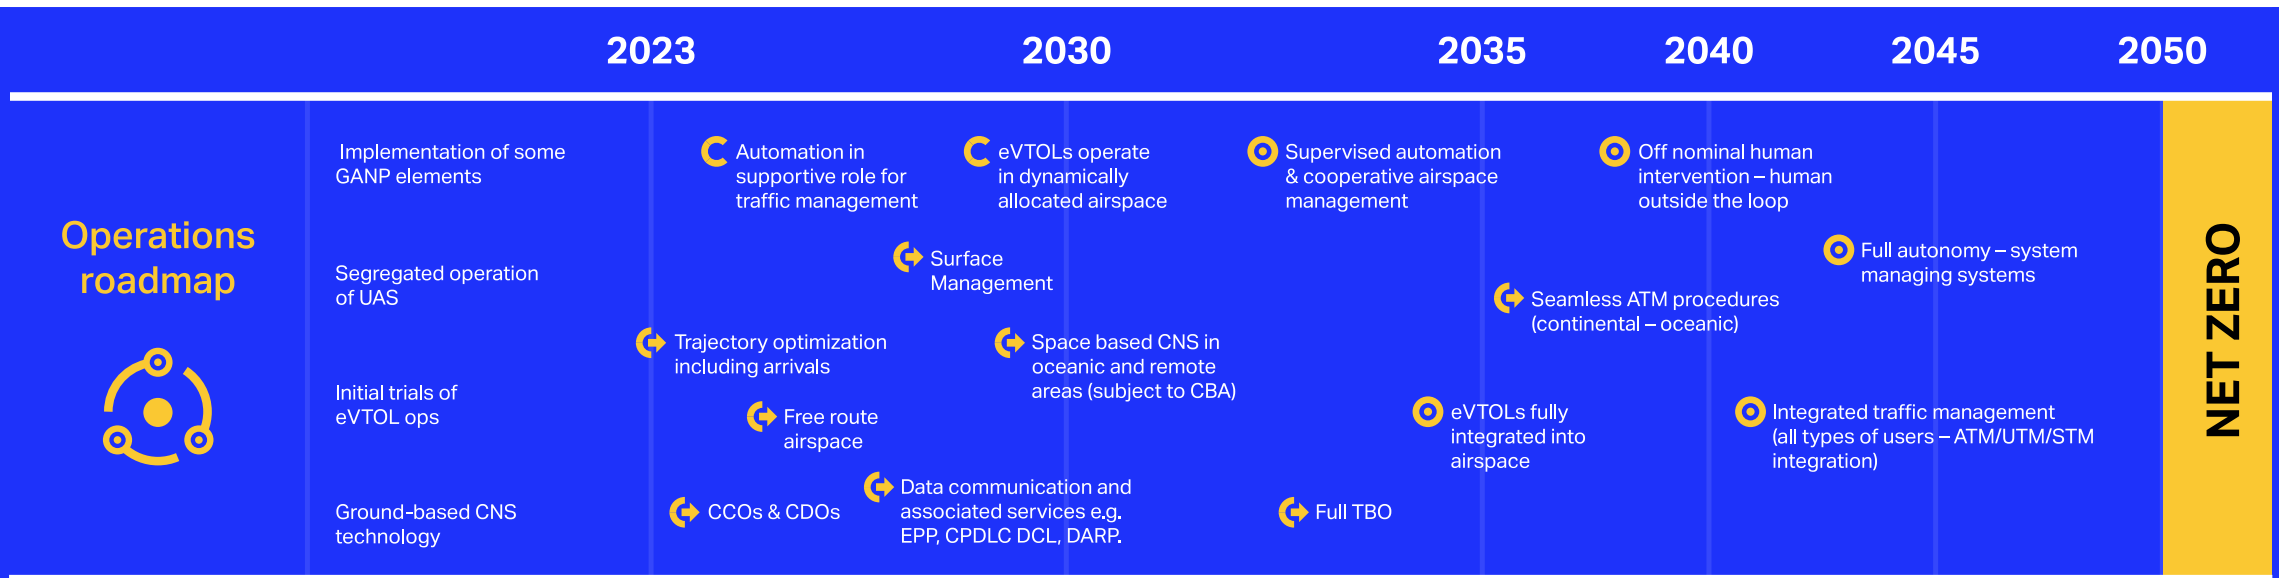 2023
2030
2035
2040
2045
2050
Operations
roadmap
Implementation of some
GANP elements
Segregated operation
of UAS
Initial trials of
eVTOL ops
Ground-based CNS
technology
Automation in
supportive role for
traffic management
eVTOLs operate
in dynamically
allocated airspace
Supervised automation
& cooperative airspace
management
Off nominal human
intervention – human
outside the loop
Surface
Management
Full autonomy – system
managing systems
Seamless ATM procedures
(continental – oceanic)
Trajectory optimization
including arrivals
Space based CNS in
oceanic and remote
areas (subject to CBA)
Free route
airspace
eVTOLs fully
integrated into
airspace
Integrated traffic management
(all types of users – ATM/UTM/STM
integration)
CCOs & CDOs
Data communication and
associated services e.g.
EPP, CPDLC DCL, DARP.
Full TBO
NET ZERO